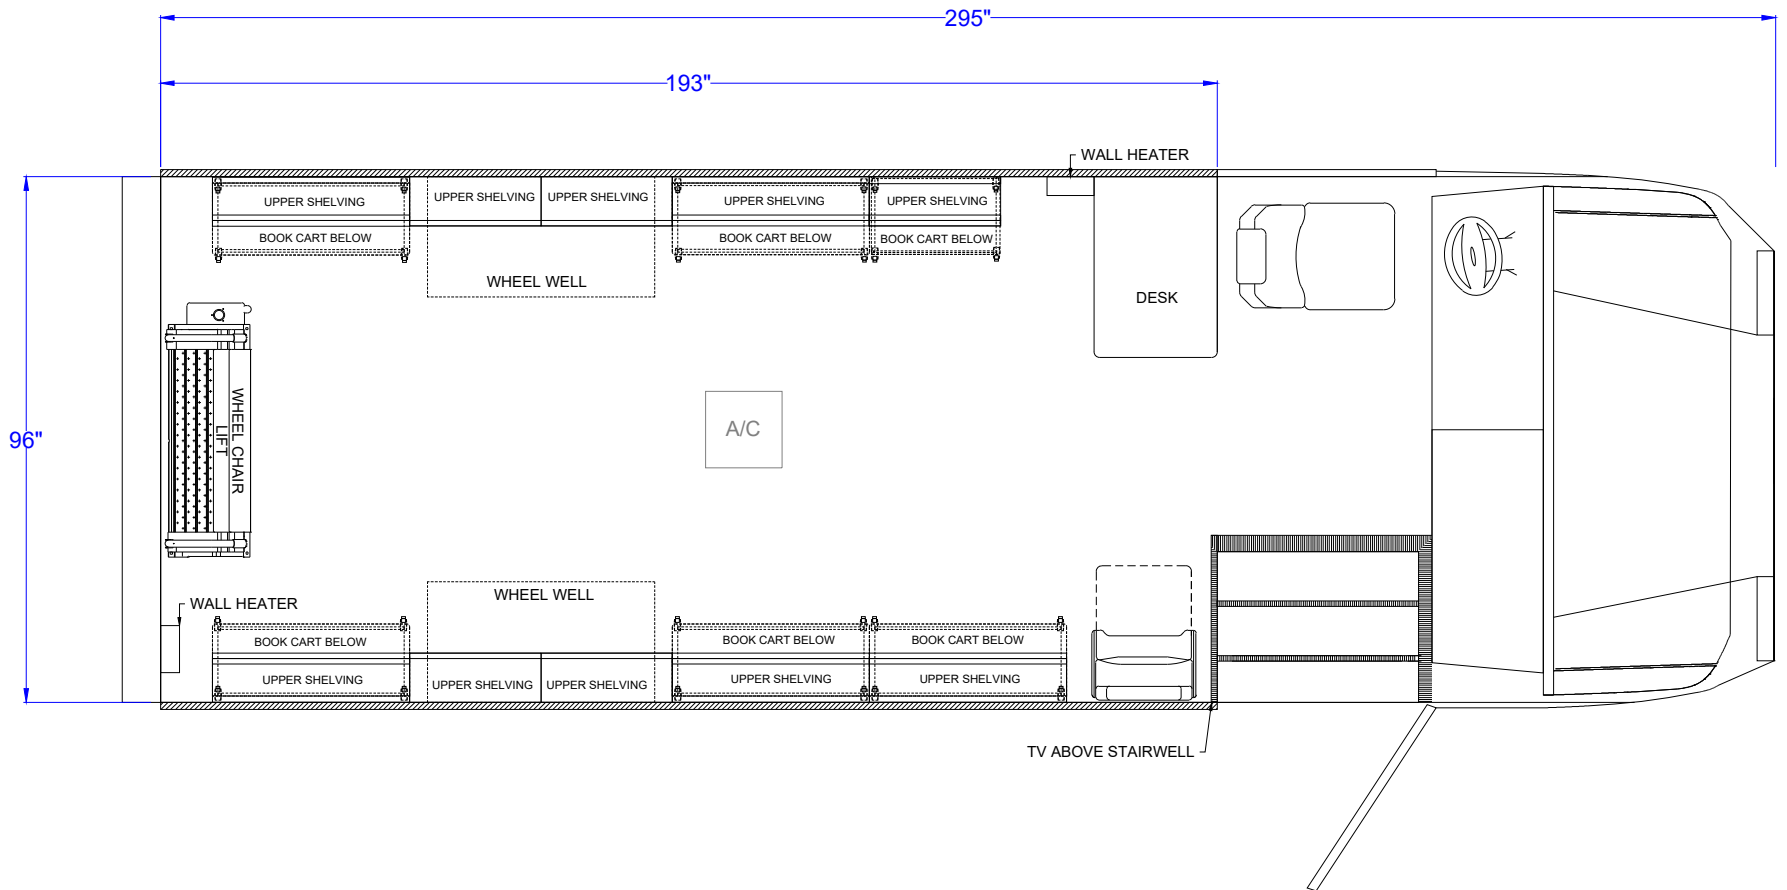 295"
193"
WALL HEATER
UPPER SHELVING
UPPER SHELVING
UPPER SHELVING
UPPER SHELVING
UPPER SHELVING
BOOK CART BELOW
BOOK CART BELOW
BOOK CART BELOW
WHEEL WELL
DESK
A/C
96"
WHEEL CHAIR
LIFT
WHEEL WELL
WALL HEATER
BOOK CART BELOW
BOOK CART BELOW
BOOK CART BELOW
UPPER SHELVING
UPPER SHELVING
UPPER SHELVING
UPPER SHELVING
UPPER SHELVING
TV ABOVE STAIRWELL